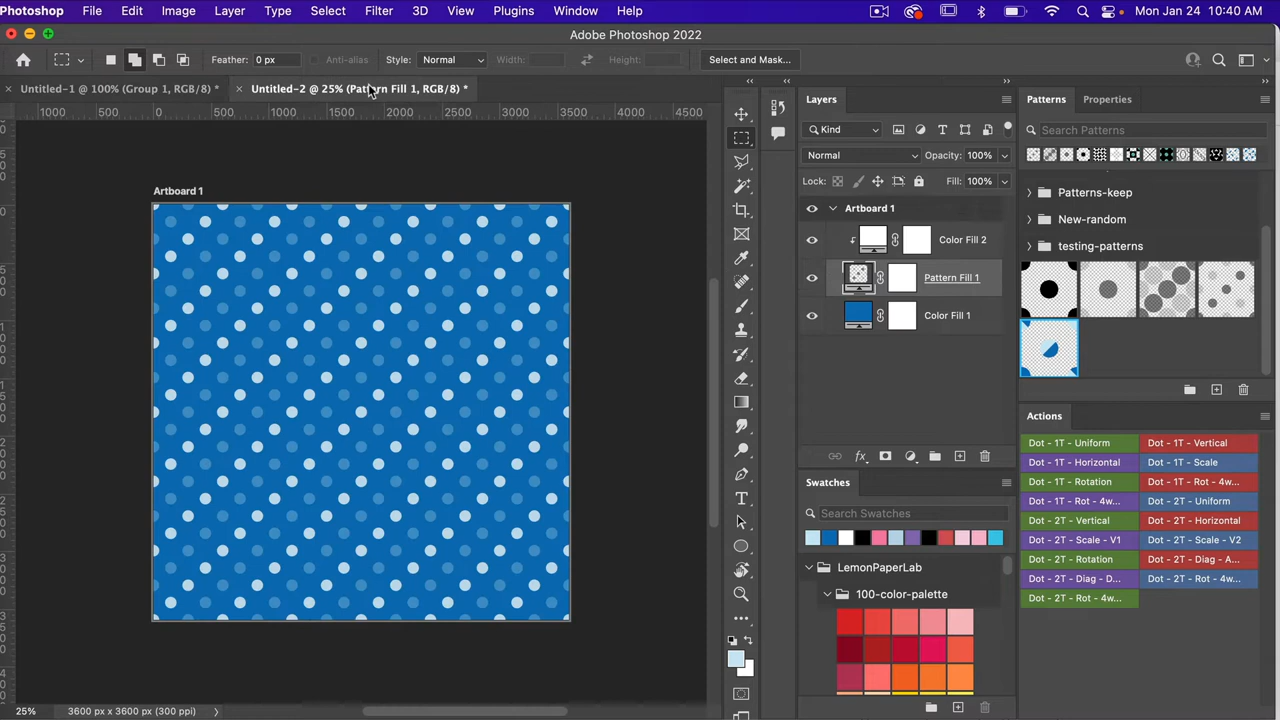 Photoshop File Edit Image Layer Type Select Filter 3D View Plugins Window Help Mon Jan 24 10:40 AM
Adobe Photoshop 2022
Feather: 0 px Anti-alias Style: Normal Width: Height: Select and Mask...
Untitled-1 @ 100% (Group 1, RGB/8) * Untitled-2 @ 25% (Pattern Fill 1, RGB/8) *
1000 0 500 1000 1500 2000 2500 3000 3500 4000 4500
Artboard 1
25% 3600 px x 3600 px (300 ppi)
Layers
Kind
Normal Opacity: 100%
Lock: Fill: 100%
Artboard 1
Color Fill 2
Pattern Fill 1
Color Fill 1
fx
Swatches
Search Swatches
LemonPaperLab
100-color-palette
Patterns Properties
Search Patterns
Patterns-keep
New-random
testing-patterns
Actions
Dot - 1T - Uniform Dot - 1T - Vertical
Dot - 1T - Horizontal Dot - 1T - Scale
Dot - 1T - Rotation Dot - 1T - Rot - 4w...
Dot - 1T - Rot - 4w... Dot - 2T - Uniform
Dot - 2T - Vertical Dot - 2T - Horizontal
Dot - 2T - Scale - V1 Dot - 2T - Scale - V2
Dot - 2T - Rotation Dot - 2T - Diag - A...
Dot - 2T - Diag - D... Dot - 2T - Rot - 4w...
Dot - 2T - Rot - 4w...